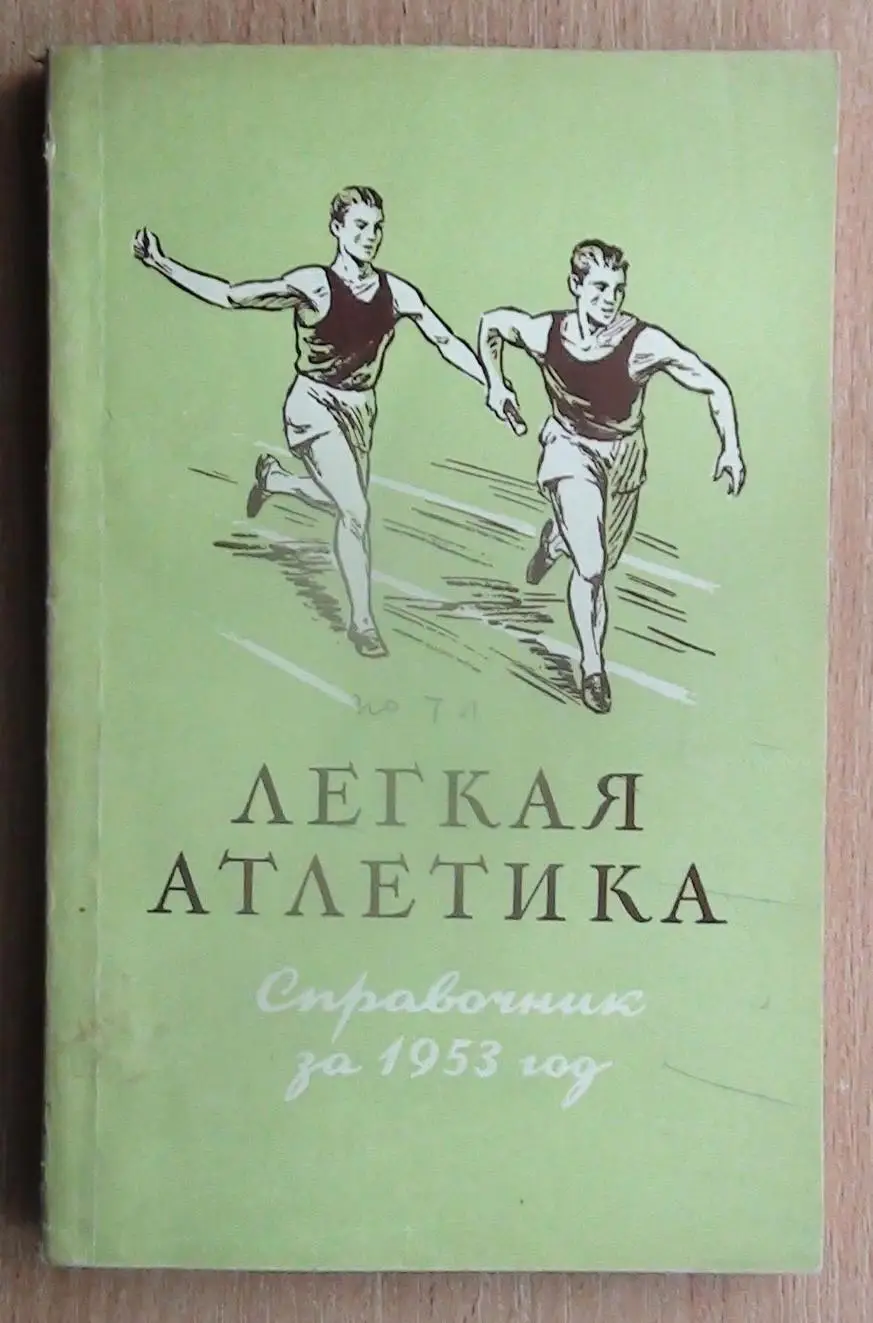 ЛЕГКАЯ
АТЛЕТИКА
Справочник
за 1953 год